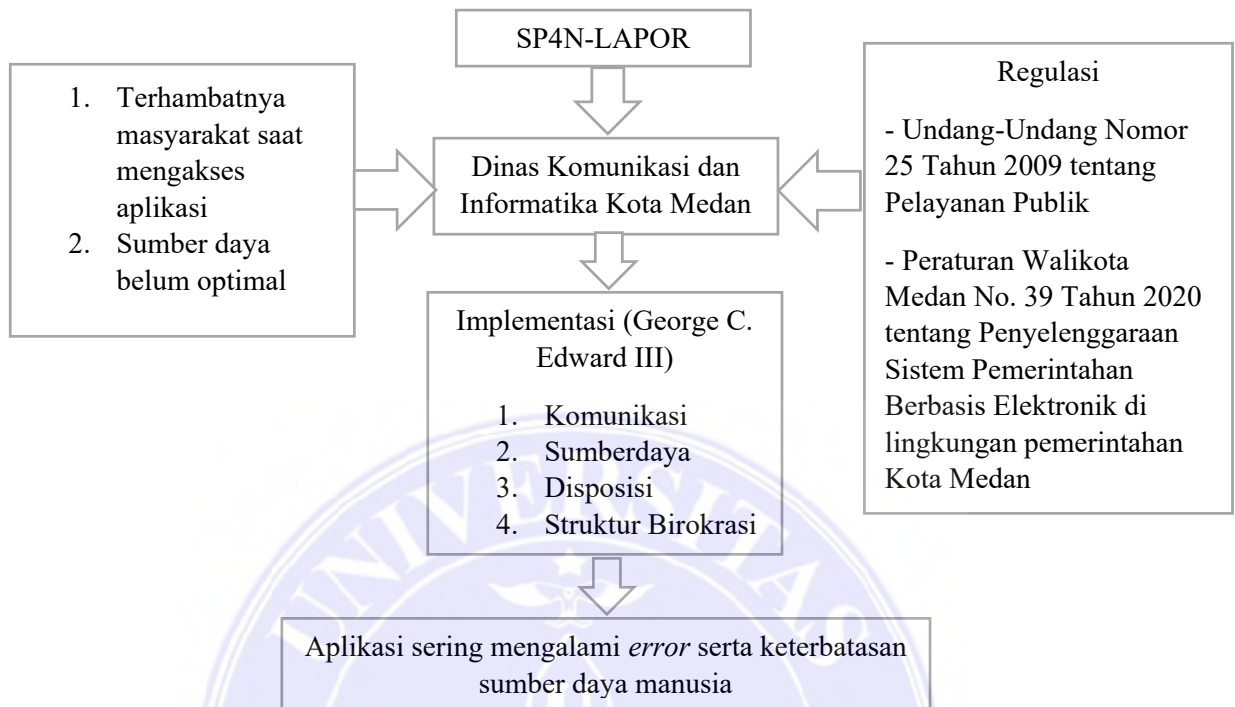 SP4N-LAPOR
1. Terhambatnya
masyarakat saat
mengakses
aplikasi
2. Sumber daya
belum optimal
Dinas Komunikasi dan
Informatika Kota Medan
Regulasi
- Undang-Undang Nomor
25 Tahun 2009 tentang
Pelayanan Publik
- Peraturan Walikota
Medan No. 39 Tahun 2020
tentang Penyelenggaraan
Sistem Pemerintahan
Berbasis Elektronik di
lingkungan pemerintahan
Kota Medan
Implementasi (George C.
Edward III)
1. Komunikasi
2. Sumberdaya
3. Disposisi
4. Struktur Birokrasi
UNIVERSITAS
Aplikasi sering mengalami error serta keterbatasan
sumber daya manusia